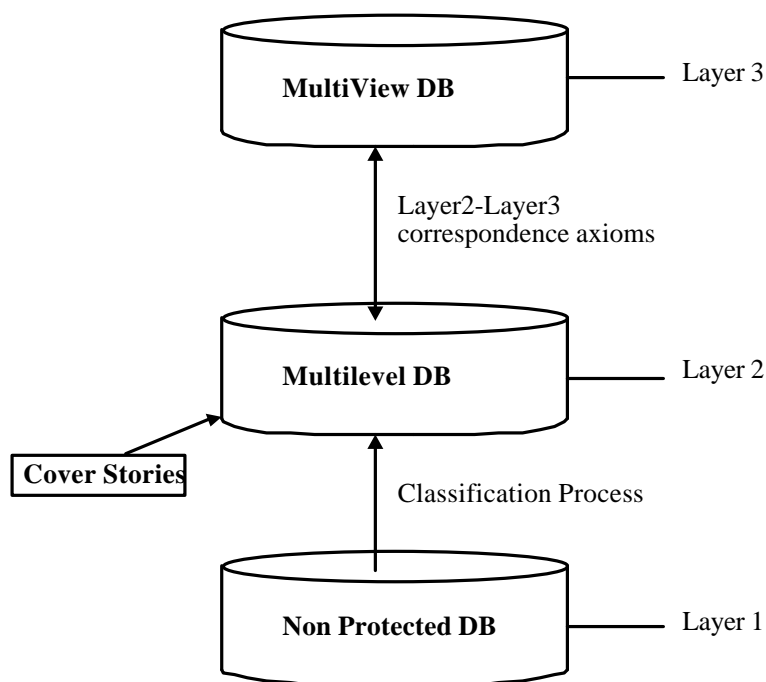 MultiView DB
Layer 3
Layer2-Layer3
correspondence axioms
Multilevel DB
Layer 2
Cover Stories
Classification Process
Non Protected DB
Layer 1